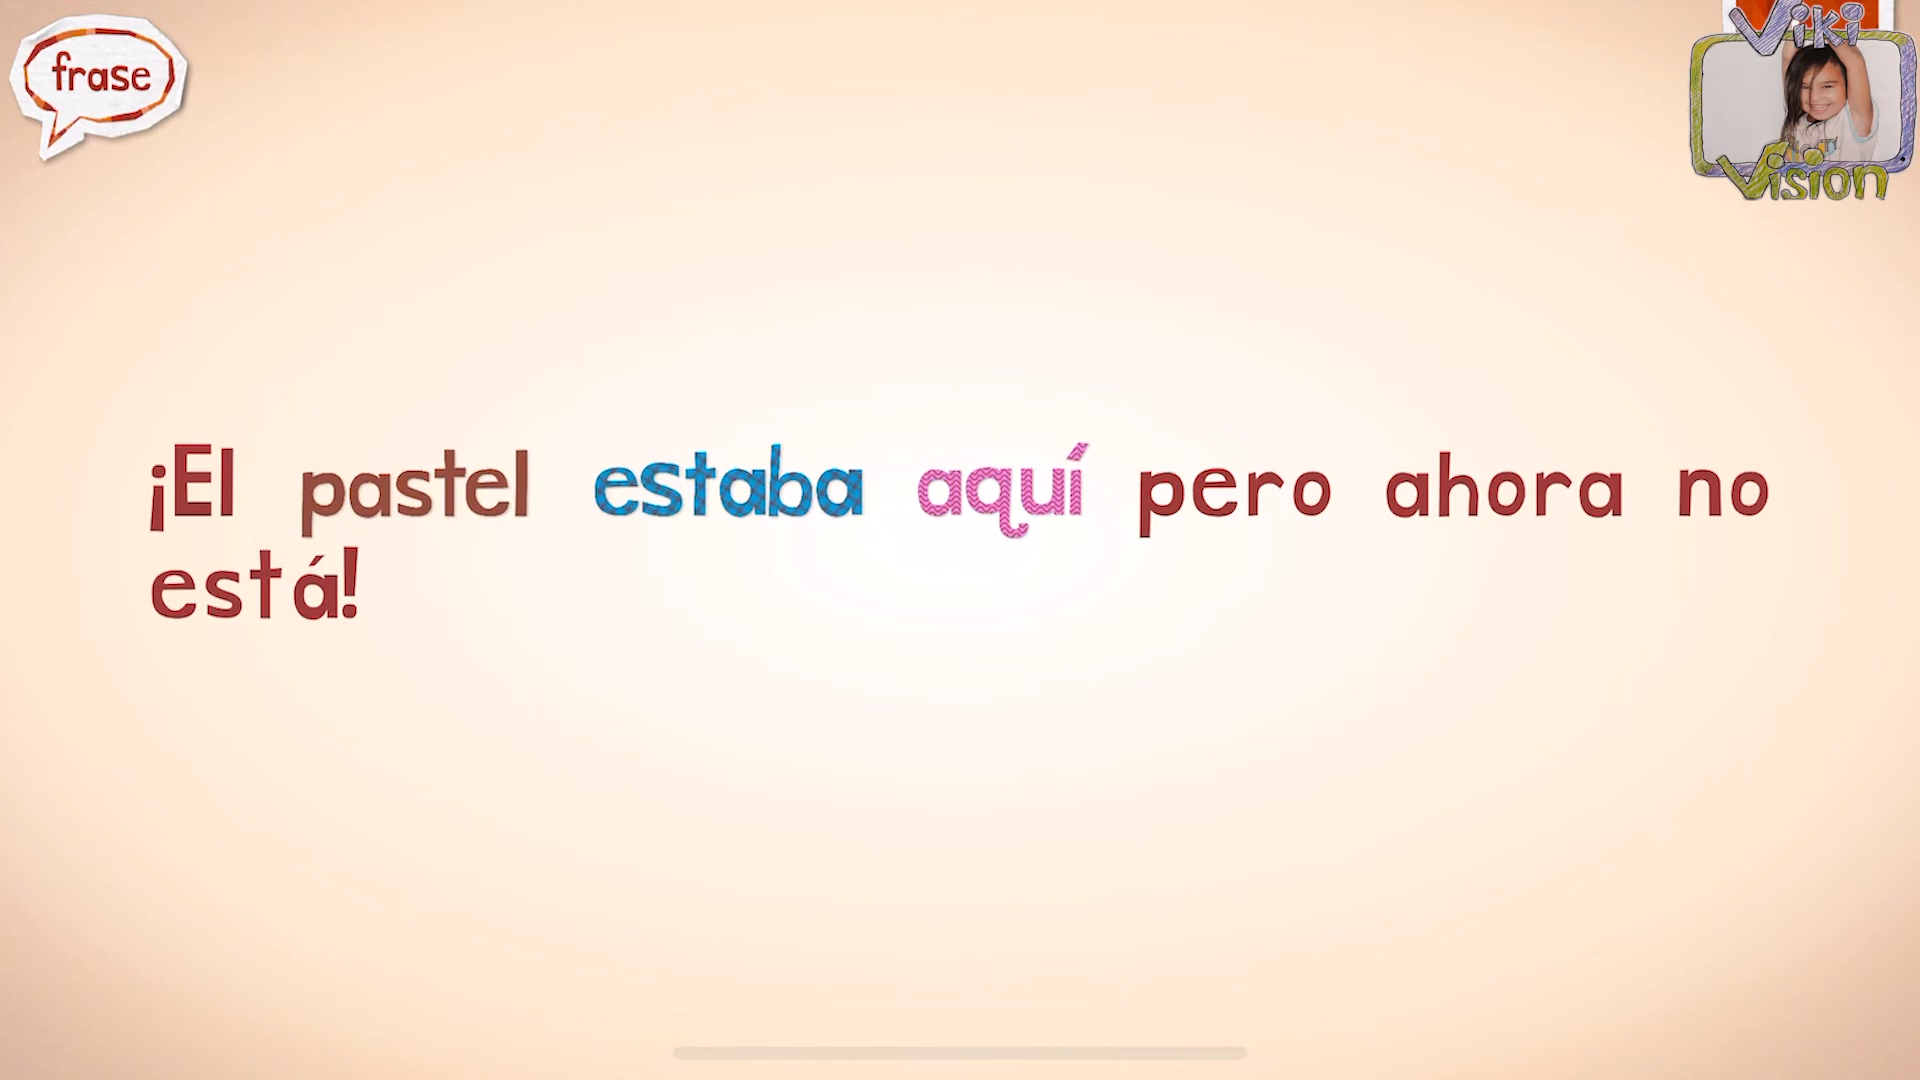 frase
Viki
Vision
¡El pastel estaba aquí pero ahora no
está!